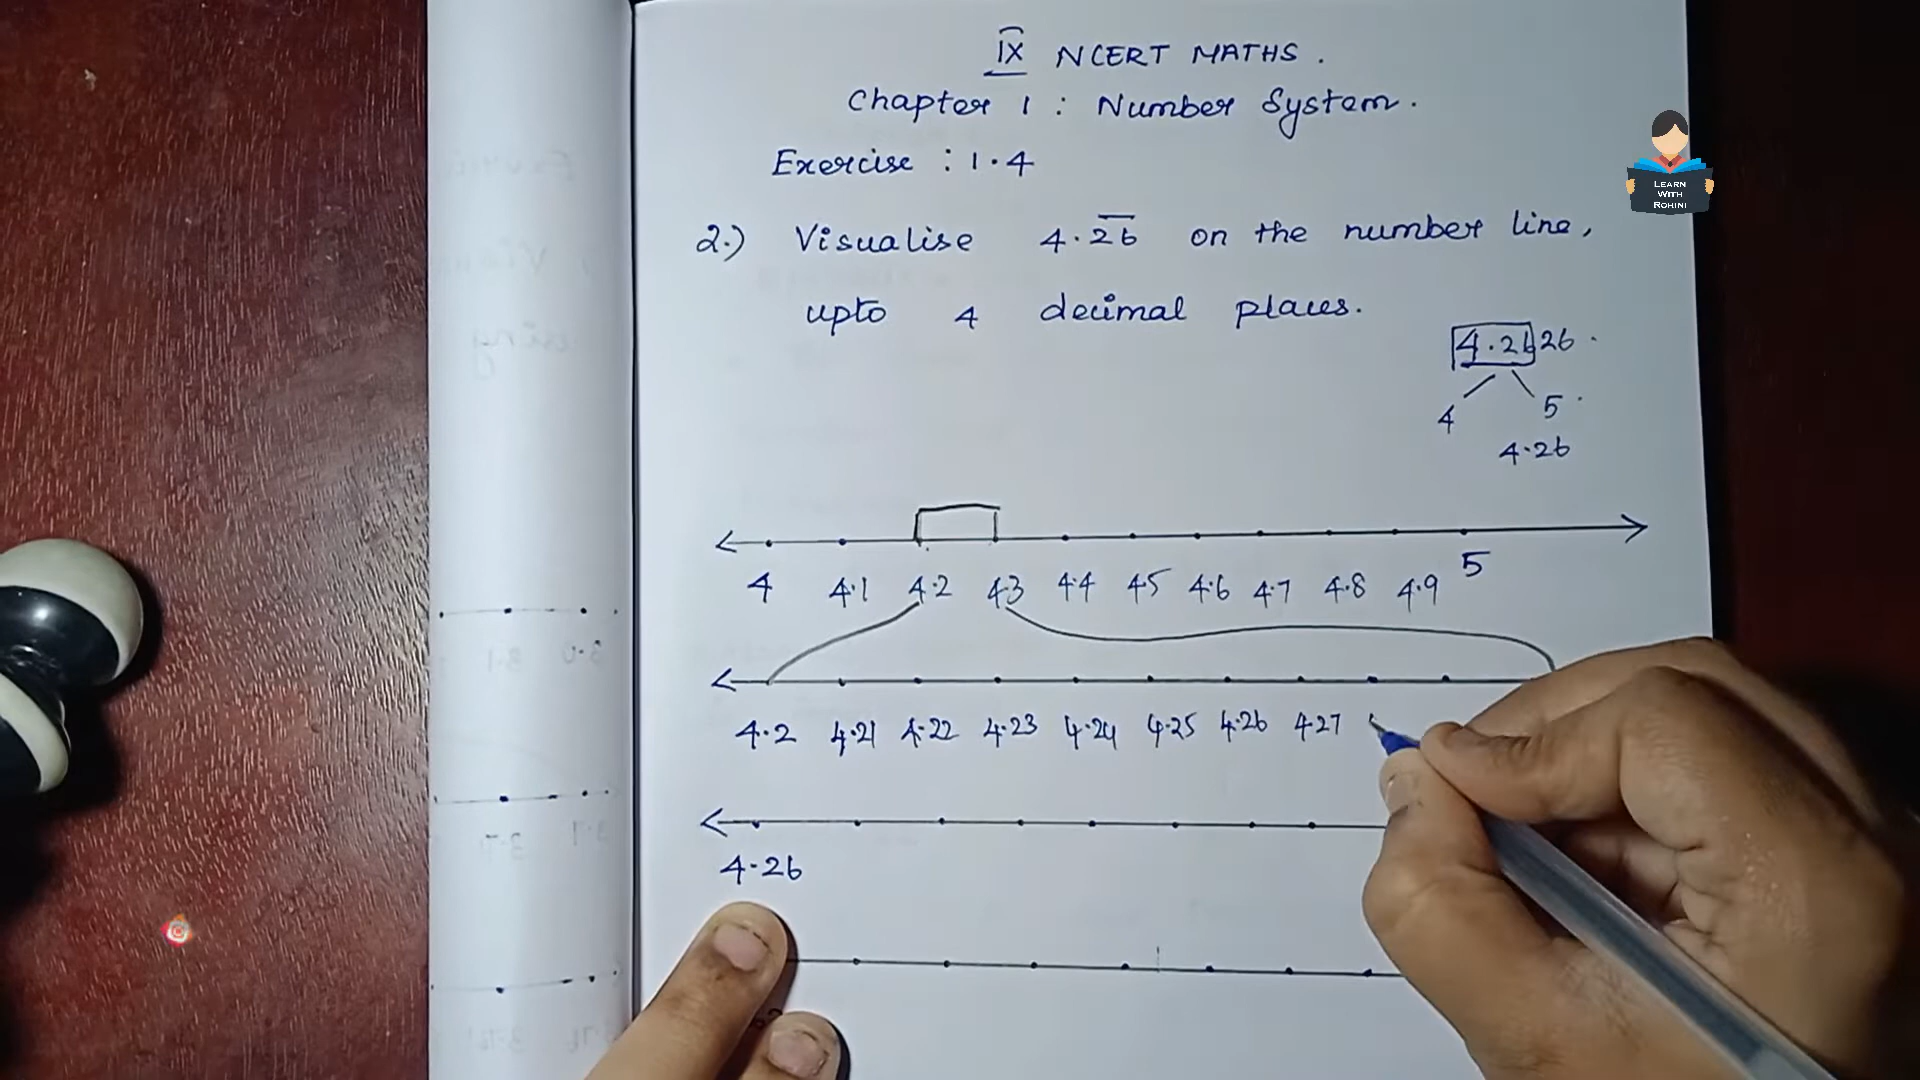 IX NCERT MATHS.
Chapter 1 : Number System.
Exercise : 1.4
LEARN
WITH
ROHINI
2.) Visualise 4.2̅6̅ on the number line,
upto 4 decimal places.
4.2626
4 5
4.26
4 4.1 4.2 4.3 4.4 4.5 4.6 4.7 4.8 4.9 5
4.2 4.21 4.22 4.23 4.24 4.25 4.26 4.27
4.26